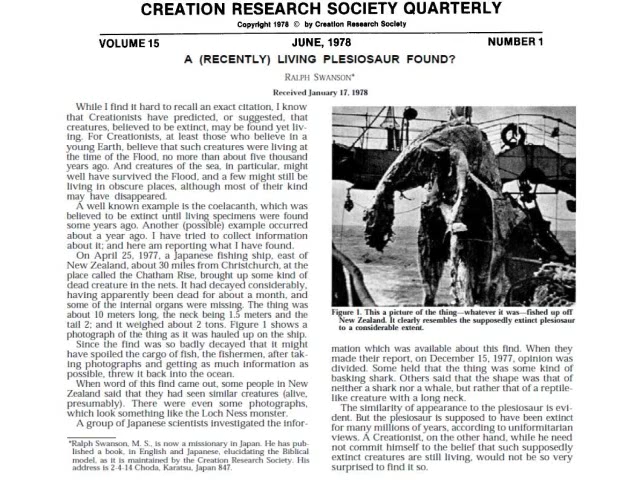 CREATION RESEARCH SOCIETY QUARTERLY
Copyright 1978 © by Creation Research Society
VOLUME 15 JUNE, 1978 NUMBER 1
A (RECENTLY) LIVING PLESIOSAUR FOUND?
RALPH SWANSON*
Received January 17, 1978
While I find it hard to recall an exact citation, I know
that Creationists have predicted, or suggested, that
creatures, believed to be extinct, may be found yet liv-
ing. For Creationists, at least those who believe in a
young Earth, believe that such creatures were living at
the time of the Flood, no more than about five thousand
years ago. And creatures of the sea, in particular, might
well have survived the Flood, and a few might still be
living in obscure places, although most of their kind
may have disappeared.
A well known example is the coelacanth, which was
believed to be extinct until living specimens were found
some years ago. Another (possible) example occurred
about a year ago. I have tried to collect information
about it; and here am reporting what I have found.
On April 25, 1977, a Japanese fishing ship, east of
New Zealand, about 30 miles from Christchurch, at the
place called the Chatham Rise, brought up some kind of
dead creature in the nets. It had decayed considerably,
having apparently been dead for about a month, and
some of the internal organs were missing. The thing was
about 10 meters long, the neck being 1.5 meters and the
tail 2; and it weighed about 2 tons. Figure 1 shows a
photograph of the thing as it was hauled up on the ship.
Since the find was so badly decayed that it might
have spoiled the cargo of fish, the fishermen, after tak-
ing photographs and getting as much information as
possible, threw it back into the ocean.
When word of this find came out, some people in New
Zealand said that they had seen similar creatures (alive,
presumably). There were even some photographs,
which look something like the Loch Ness monster.
A group of Japanese scientists investigated the infor-
*Ralph Swanson, M. S., is now a missionary in Japan. He has pub-
lished a book, in English and Japanese, elucidating the Biblical
model, as it is maintained by the Creation Research Society. His
address is 2-4-14 Choda, Karatsu, Japan 847.
Figure 1. This a picture of the thing—whatever it was—fished up off
New Zealand. It clearly resembles the supposedly extinct plesiosaur
to a considerable extent.
mation which was available about this find. When they
made their report, on December 15, 1977, opinion was
divided. Some held that the thing was some kind of
basking shark. Others said that the shape was that of
neither a shark nor a whale, but rather that of a reptile-
like creature with a long neck.
The similarity of appearance to the plesiosaur is evi-
dent. But the plesiosaur is supposed to have been extinct
for many millions of years, according to uniformitarian
views. A Creationist, on the other hand, while he need
not commit himself to the belief that such supposedly
extinct creatures are still living, would not be so very
surprised to find it so.